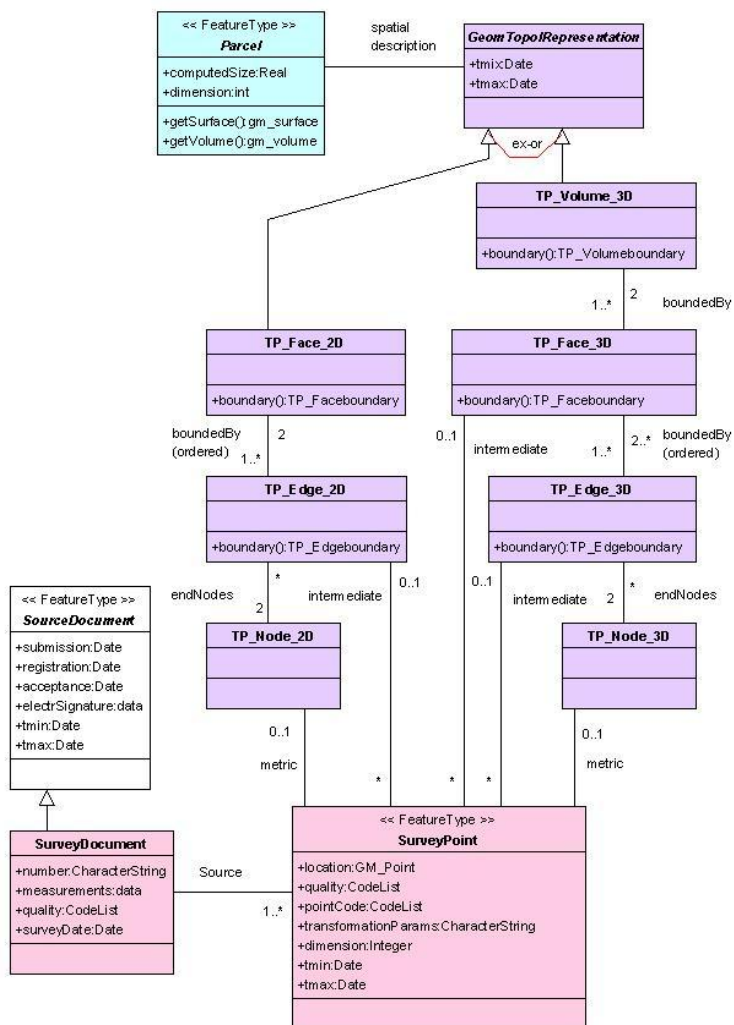 << FeatureType >>
Parcel
+computedSize:Real
+dimension:int
+getSurface():gm_surface
+getVolume():gm_volume
spatial
description
GeomTopolRepresentation
+tmix:Date
+tmax:Date
ex-or
TP_Volume_3D
+boundary():TP_Volumeboundary
1..*
2
boundedBy
TP_Face_2D
+boundary():TP_Faceboundary
TP_Face_3D
+boundary():TP_Faceboundary
boundedBy
(ordered)
2
1..*
0..1
intermediate
2..*
1..*
boundedBy
(ordered)
TP_Edge_2D
+boundary():TP_Edgeboundary
TP_Edge_3D
+boundary():TP_Edgeboundary
endNodes
*
2
intermediate
0..1
0..1
intermediate
*
2
endNodes
TP_Node_2D
TP_Node_3D
<< FeatureType >>
SourceDocument
+submission:Date
+registration:Date
+acceptance:Date
+electrSignature:data
+tmin:Date
+tmax:Date
0..1
metric
*
*
*
0..1
metric
SurveyDocument
+number:CharacterString
+measurements:data
+quality:CodeList
+surveyDate:Date
Source
1..*
<< FeatureType >>
SurveyPoint
+location:GM_Point
+quality:CodeList
+pointCode:CodeList
+transformationParams:CharacterString
+dimension:Integer
+tmin:Date
+tmax:Date